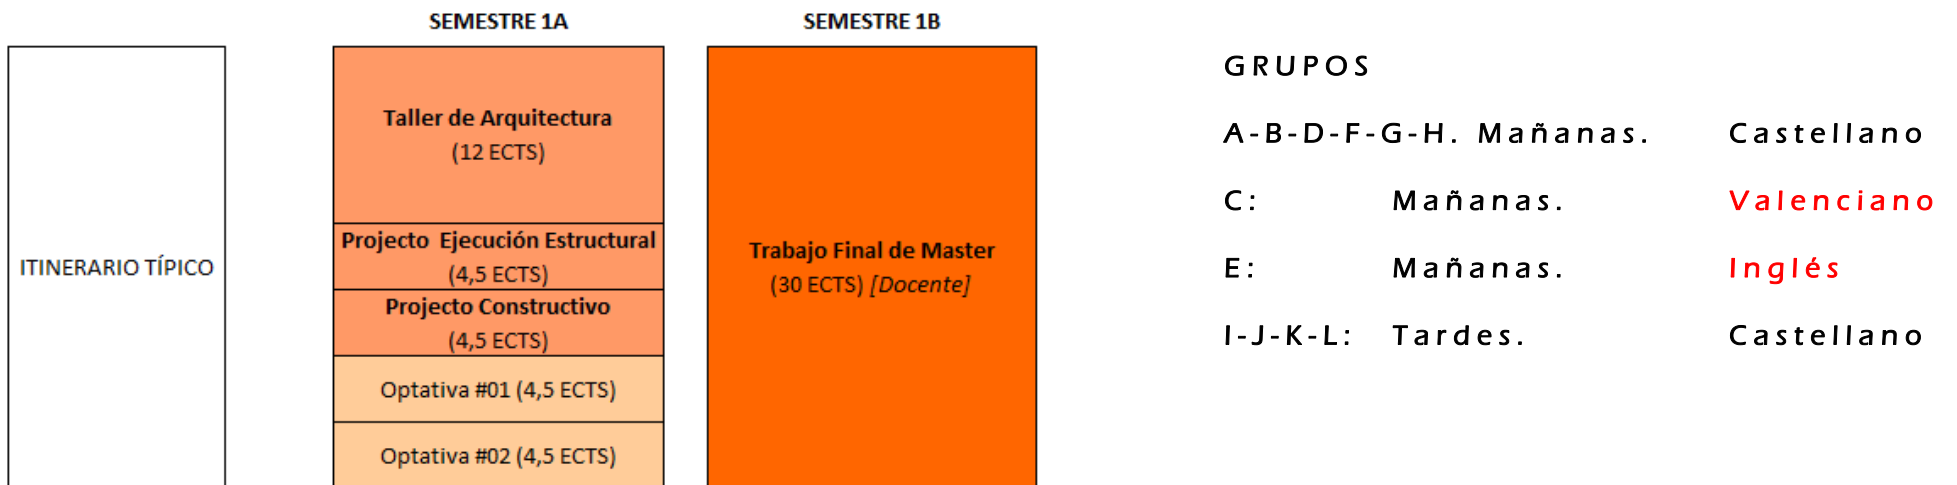 SEMESTRE 1A
SEMESTRE 1B
ITINERARIO TÍPICO
Taller de Arquitectura
(12 ECTS)
Projecto Ejecución Estructural
(4,5 ECTS)
Projecto Constructivo
(4,5 ECTS)
Optativa #01 (4,5 ECTS)
Optativa #02 (4,5 ECTS)
Trabajo Final de Master
(30 ECTS) [Docente]
GRUPOS
A-B-D-F-G-H. Mañanas. Castellano
C: Mañanas. Valenciano
E: Mañanas. Inglés
I-J-K-L: Tardes. Castellano